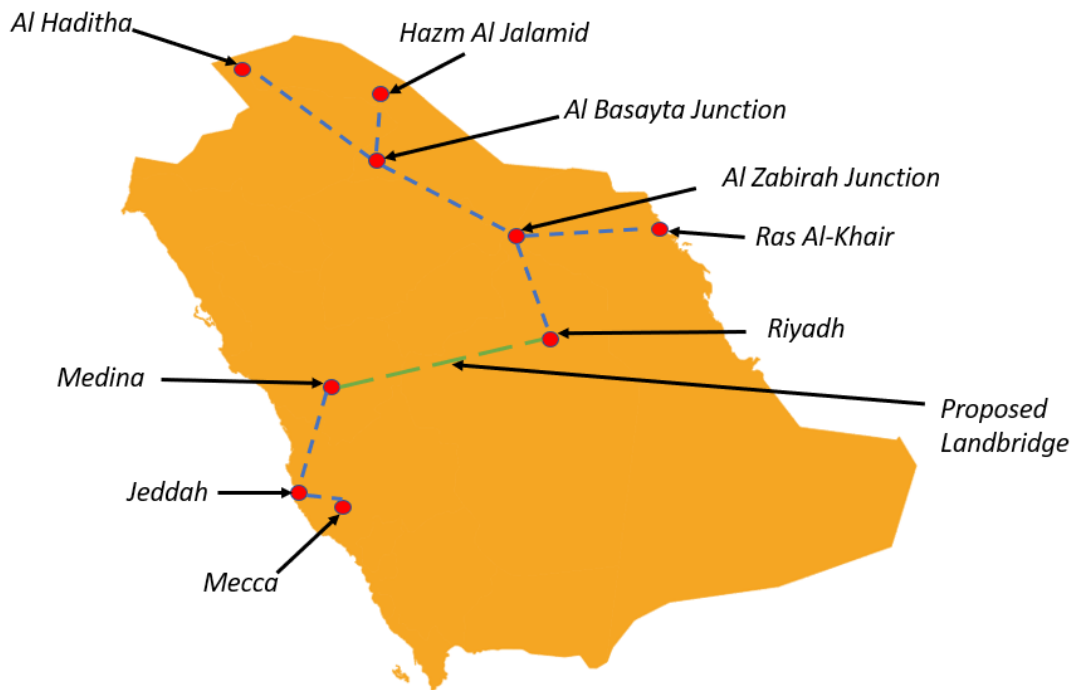 Al Haditha
Hazm Al Jalamid
Al Basayta Junction
Al Zabirah Junction
Ras Al-Khair
Riyadh
Medina
Proposed
Landbridge
Jeddah
Mecca